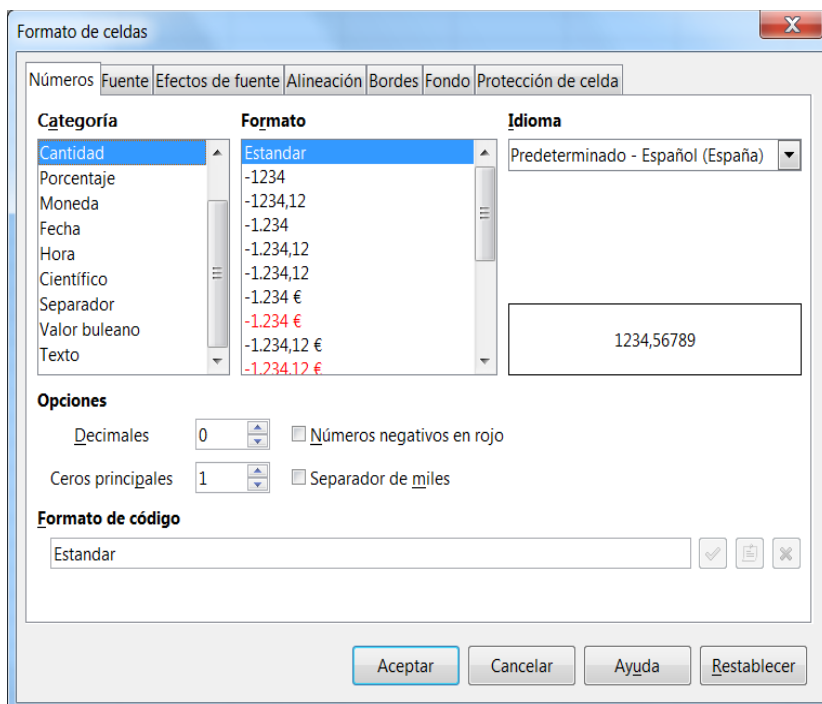 Formato de celdas
X
Números Fuente Efectos de fuente Alineación Bordes Fondo Protección de celda
Categoría Formato Idioma
Cantidad Estandar Predeterminado - Español (España)
Porcentaje -1234
Moneda -1234,12
Fecha -1.234
Hora -1.234,12
Científico -1.234,12
Separador -1.234 €
Valor buleano -1.234 € 1234,56789
Texto -1.234,12 €
-1.234,12 €
Opciones
Decimales 0 Números negativos en rojo
Ceros principales 1 Separador de miles
Formato de código
Estandar
Aceptar Cancelar Ayuda Restablecer